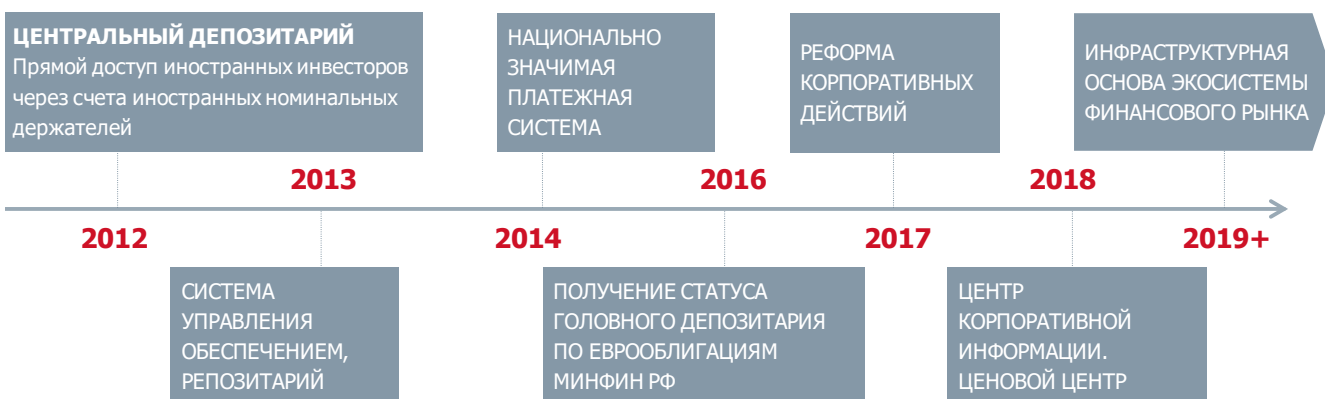 ЦЕНТРАЛЬНЫЙ ДЕПОЗИТАРИЙ
Прямой доступ иностранных инвесторов
через счета иностранных номинальных
держателей
НАЦИОНАЛЬНО
ЗНАЧИМАЯ
ПЛАТЕЖНАЯ
СИСТЕМА
РЕФОРМА
КОРПОРАТИВНЫХ
ДЕЙСТВИЙ
ИНФРАСТРУКТУРНАЯ
ОСНОВА ЭКОСИСТЕМЫ
ФИНАНСОВОГО РЫНКА
2013
2016
2018
2012
2014
2017
2019+
СИСТЕМА
УПРАВЛЕНИЯ
ОБЕСПЕЧЕНИЕМ,
РЕПОЗИТАРИЙ
ПОЛУЧЕНИЕ СТАТУСА
ГОЛОВНОГО ДЕПОЗИТАРИЯ
ПО ЕВРООБЛИГАЦИЯМ
МИНФИН РФ
ЦЕНТР
КОРПОРАТИВНОЙ
ИНФОРМАЦИИ.
ЦЕНОВОЙ ЦЕНТР